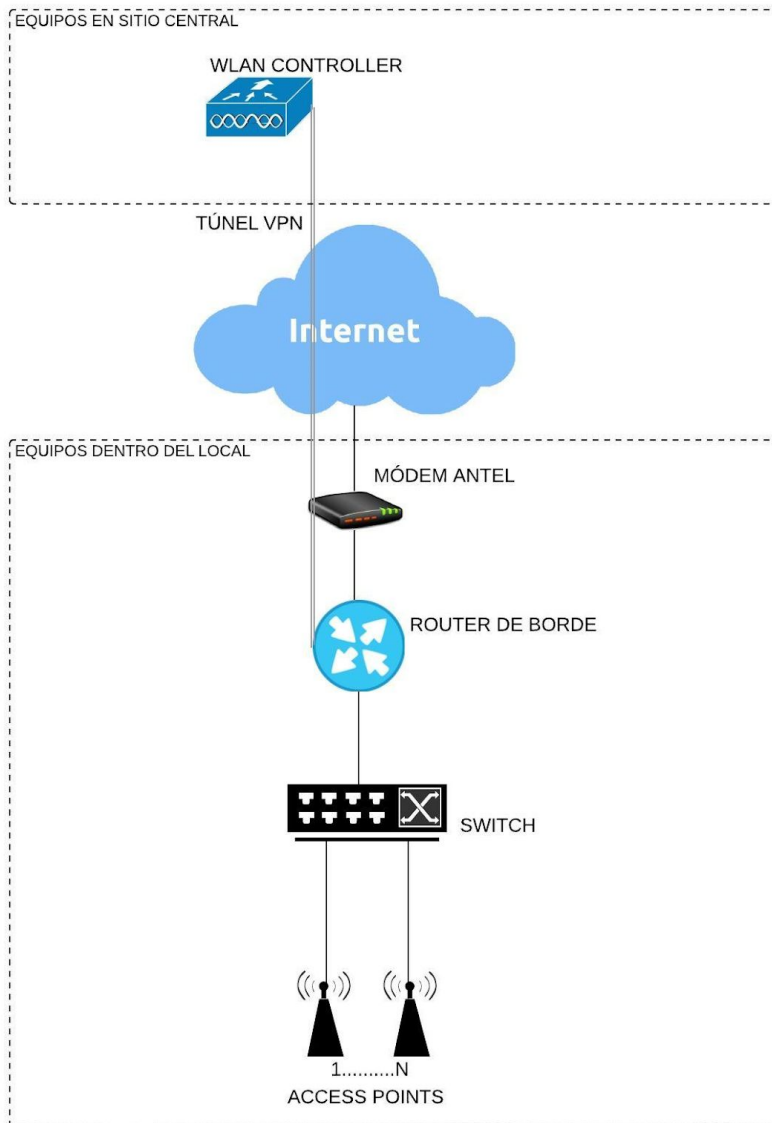 EQUIPOS EN SITIO CENTRAL
WLAN CONTROLLER
TÚNEL VPN
Internet
EQUIPOS DENTRO DEL LOCAL
MÓDEM ANTEL
ROUTER DE BORDE
SWITCH
1..........N
ACCESS POINTS